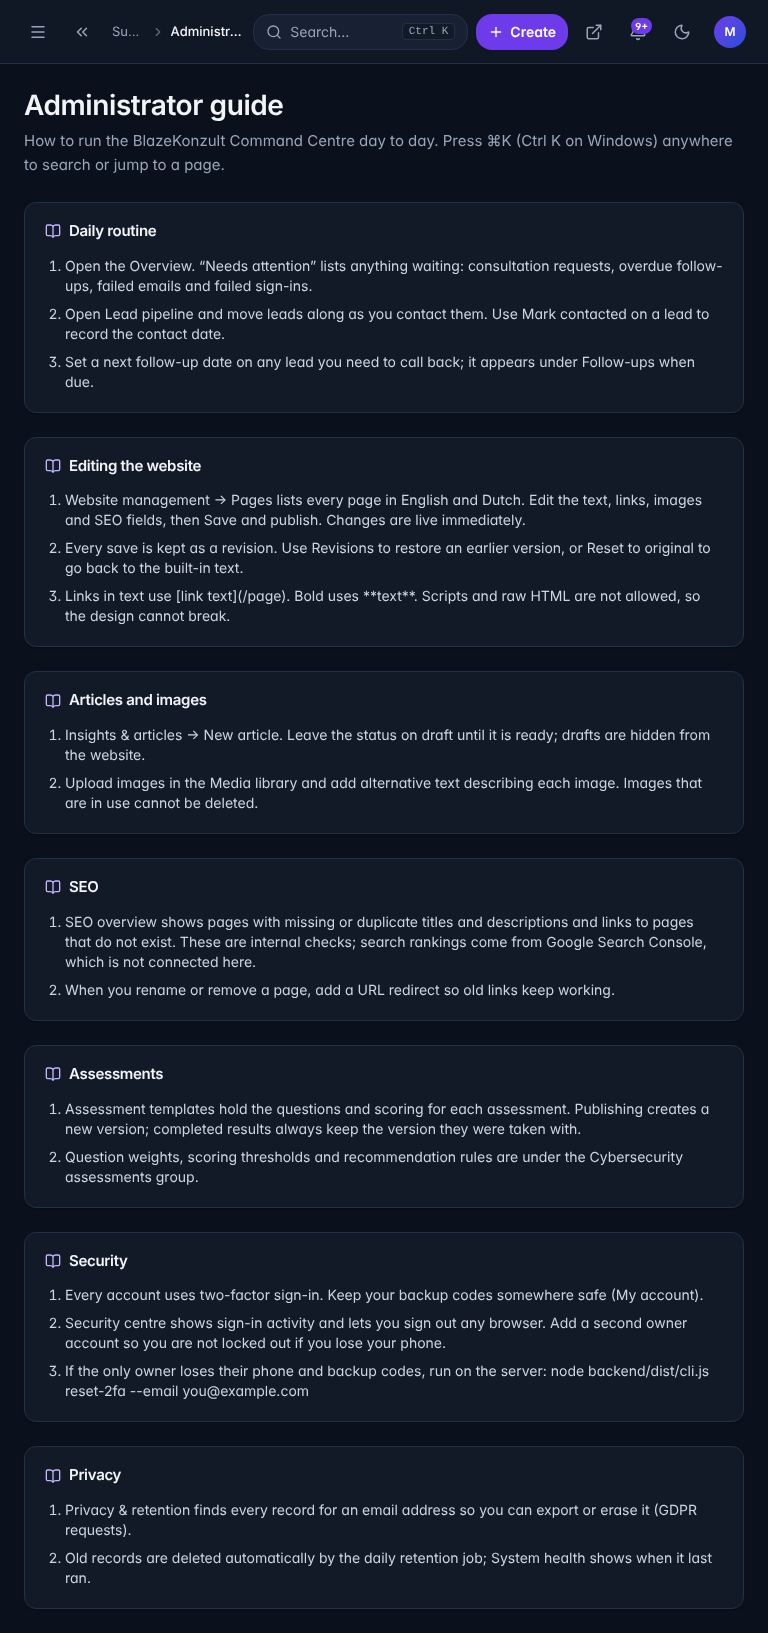 Su...
Administr...
Search...
Ctrl K
Create
9+
M
Administrator guide
How to run the BlazeKonzult Command Centre day to day. Press ⌘K (Ctrl K on Windows) anywhere
to search or jump to a page.
Daily routine
1. Open the Overview. “Needs attention” lists anything waiting: consultation requests, overdue follow-
ups, failed emails and failed sign-ins.
2. Open Lead pipeline and move leads along as you contact them. Use Mark contacted on a lead to
record the contact date.
3. Set a next follow-up date on any lead you need to call back; it appears under Follow-ups when
due.
Editing the website
1. Website management → Pages lists every page in English and Dutch. Edit the text, links, images
and SEO fields, then Save and publish. Changes are live immediately.
2. Every save is kept as a revision. Use Revisions to restore an earlier version, or Reset to original to
go back to the built-in text.
3. Links in text use [link text](/page). Bold uses **text**. Scripts and raw HTML are not allowed, so
the design cannot break.
Articles and images
1. Insights & articles → New article. Leave the status on draft until it is ready; drafts are hidden from
the website.
2. Upload images in the Media library and add alternative text describing each image. Images that
are in use cannot be deleted.
SEO
1. SEO overview shows pages with missing or duplicate titles and descriptions and links to pages
that do not exist. These are internal checks; search rankings come from Google Search Console,
which is not connected here.
2. When you rename or remove a page, add a URL redirect so old links keep working.
Assessments
1. Assessment templates hold the questions and scoring for each assessment. Publishing creates a
new version; completed results always keep the version they were taken with.
2. Question weights, scoring thresholds and recommendation rules are under the Cybersecurity
assessments group.
Security
1. Every account uses two-factor sign-in. Keep your backup codes somewhere safe (My account).
2. Security centre shows sign-in activity and lets you sign out any browser. Add a second owner
account so you are not locked out if you lose your phone.
3. If the only owner loses their phone and backup codes, run on the server: node backend/dist/cli.js
reset-2fa --email you@example.com
Privacy
1. Privacy & retention finds every record for an email address so you can export or erase it (GDPR
requests).
2. Old records are deleted automatically by the daily retention job; System health shows when it last
ran.